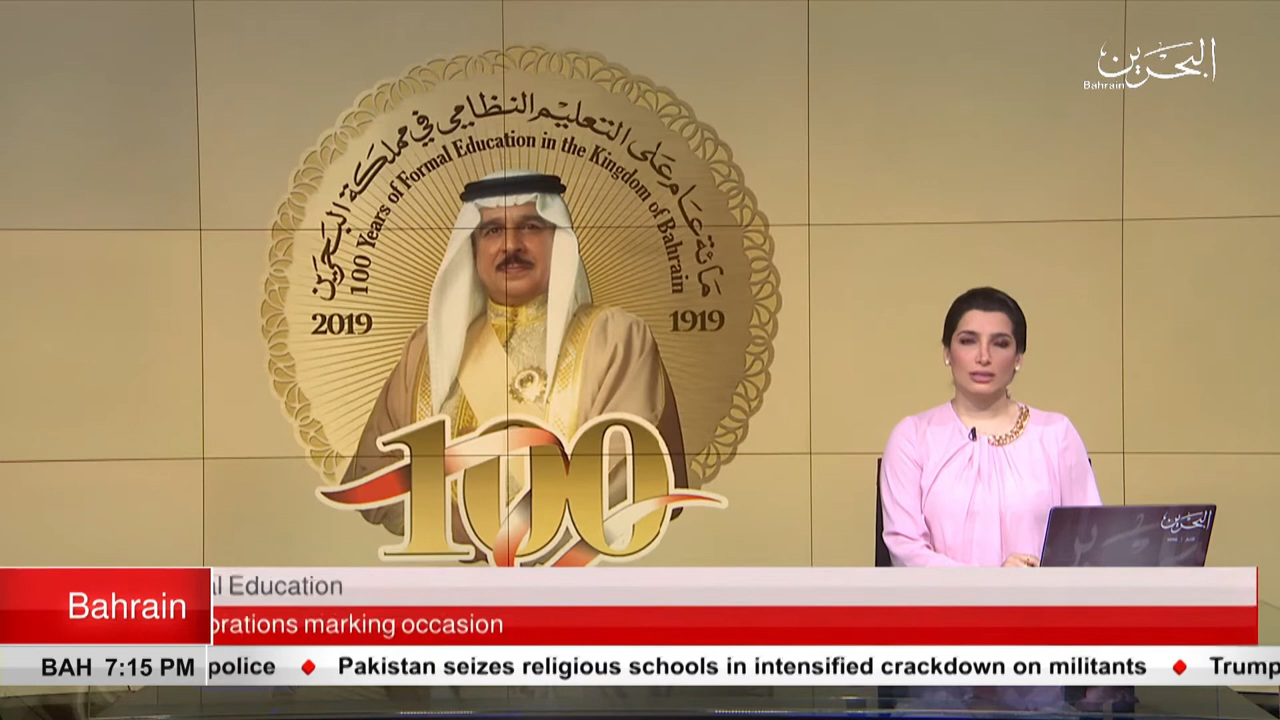 البحرين
Bahrain
مائة عام على التعليم النظامي في مملكة البحرين
100 Years of Formal Education in the Kingdom of Bahrain
2019
1919
100
البحرين
al Education
Bahrain
orations marking occasion
BAH 7:15 PM
police
Pakistan seizes religious schools in intensified crackdown on militants
Trump